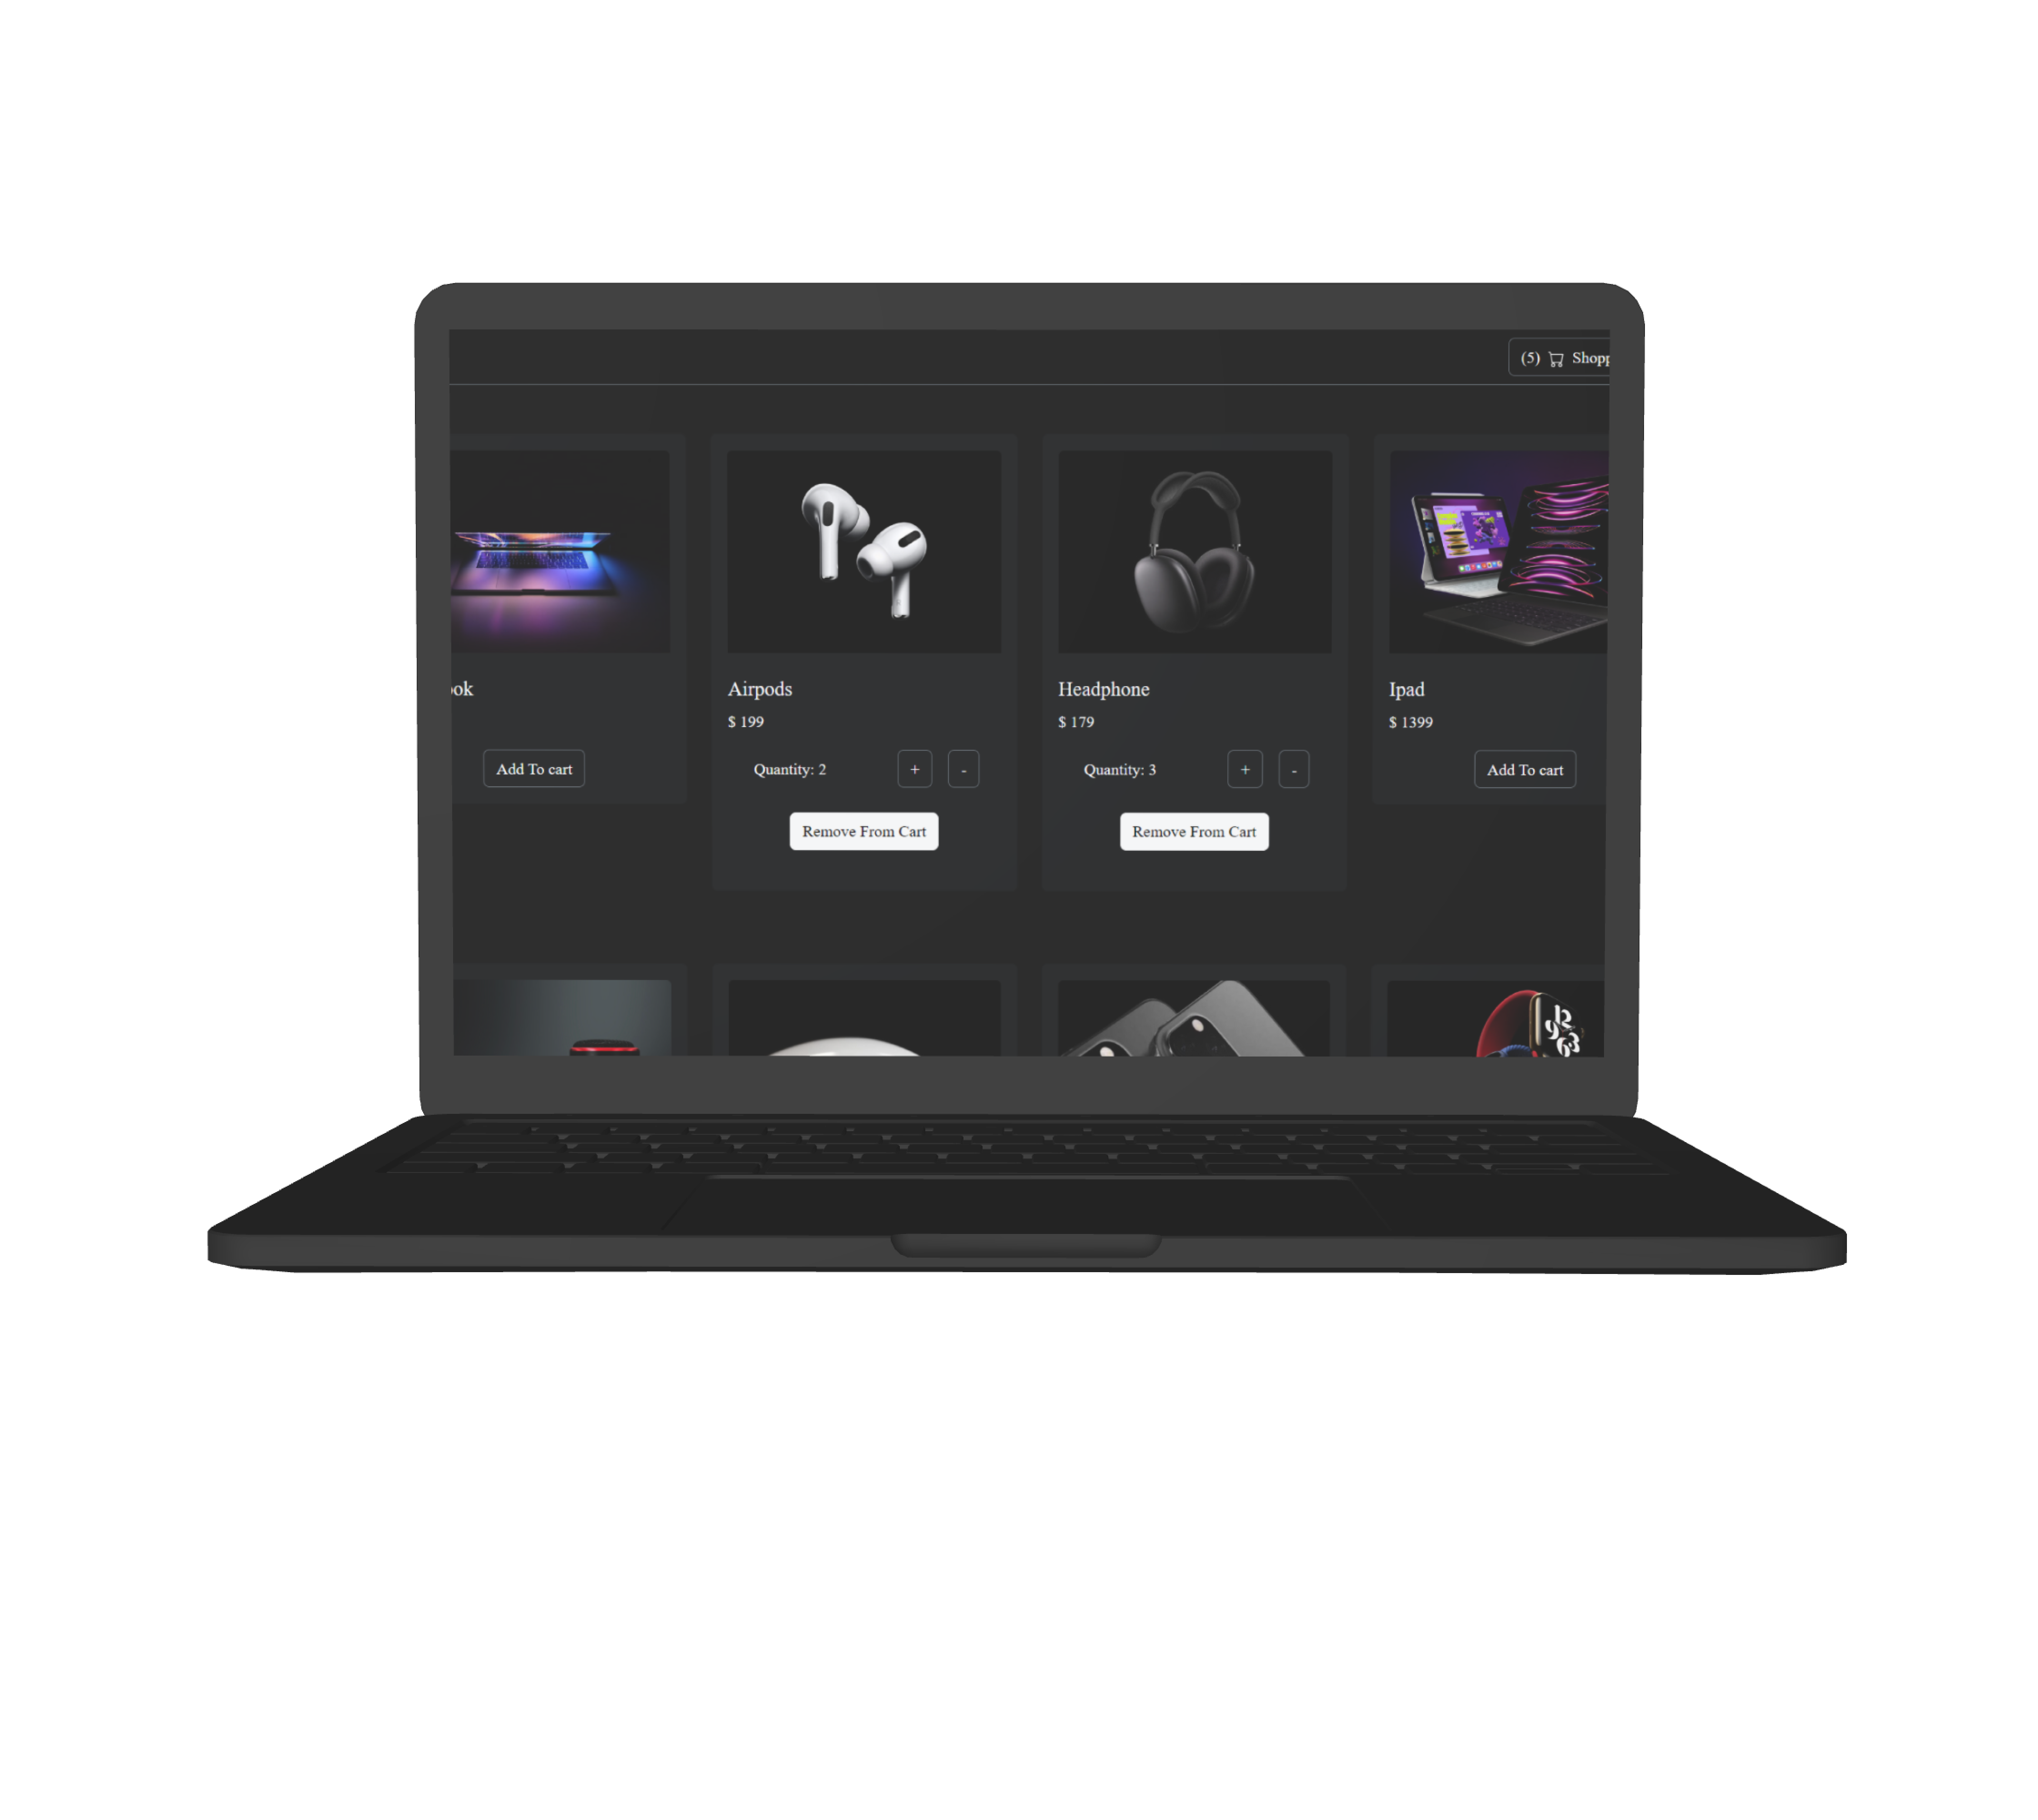 (5) Shopp
ook
Airpods
Headphone
Ipad
$ 199
$ 179
$ 1399
Add To cart
Quantity: 2
+
-
Quantity: 3
+
-
Add To cart
Remove From Cart
Remove From Cart